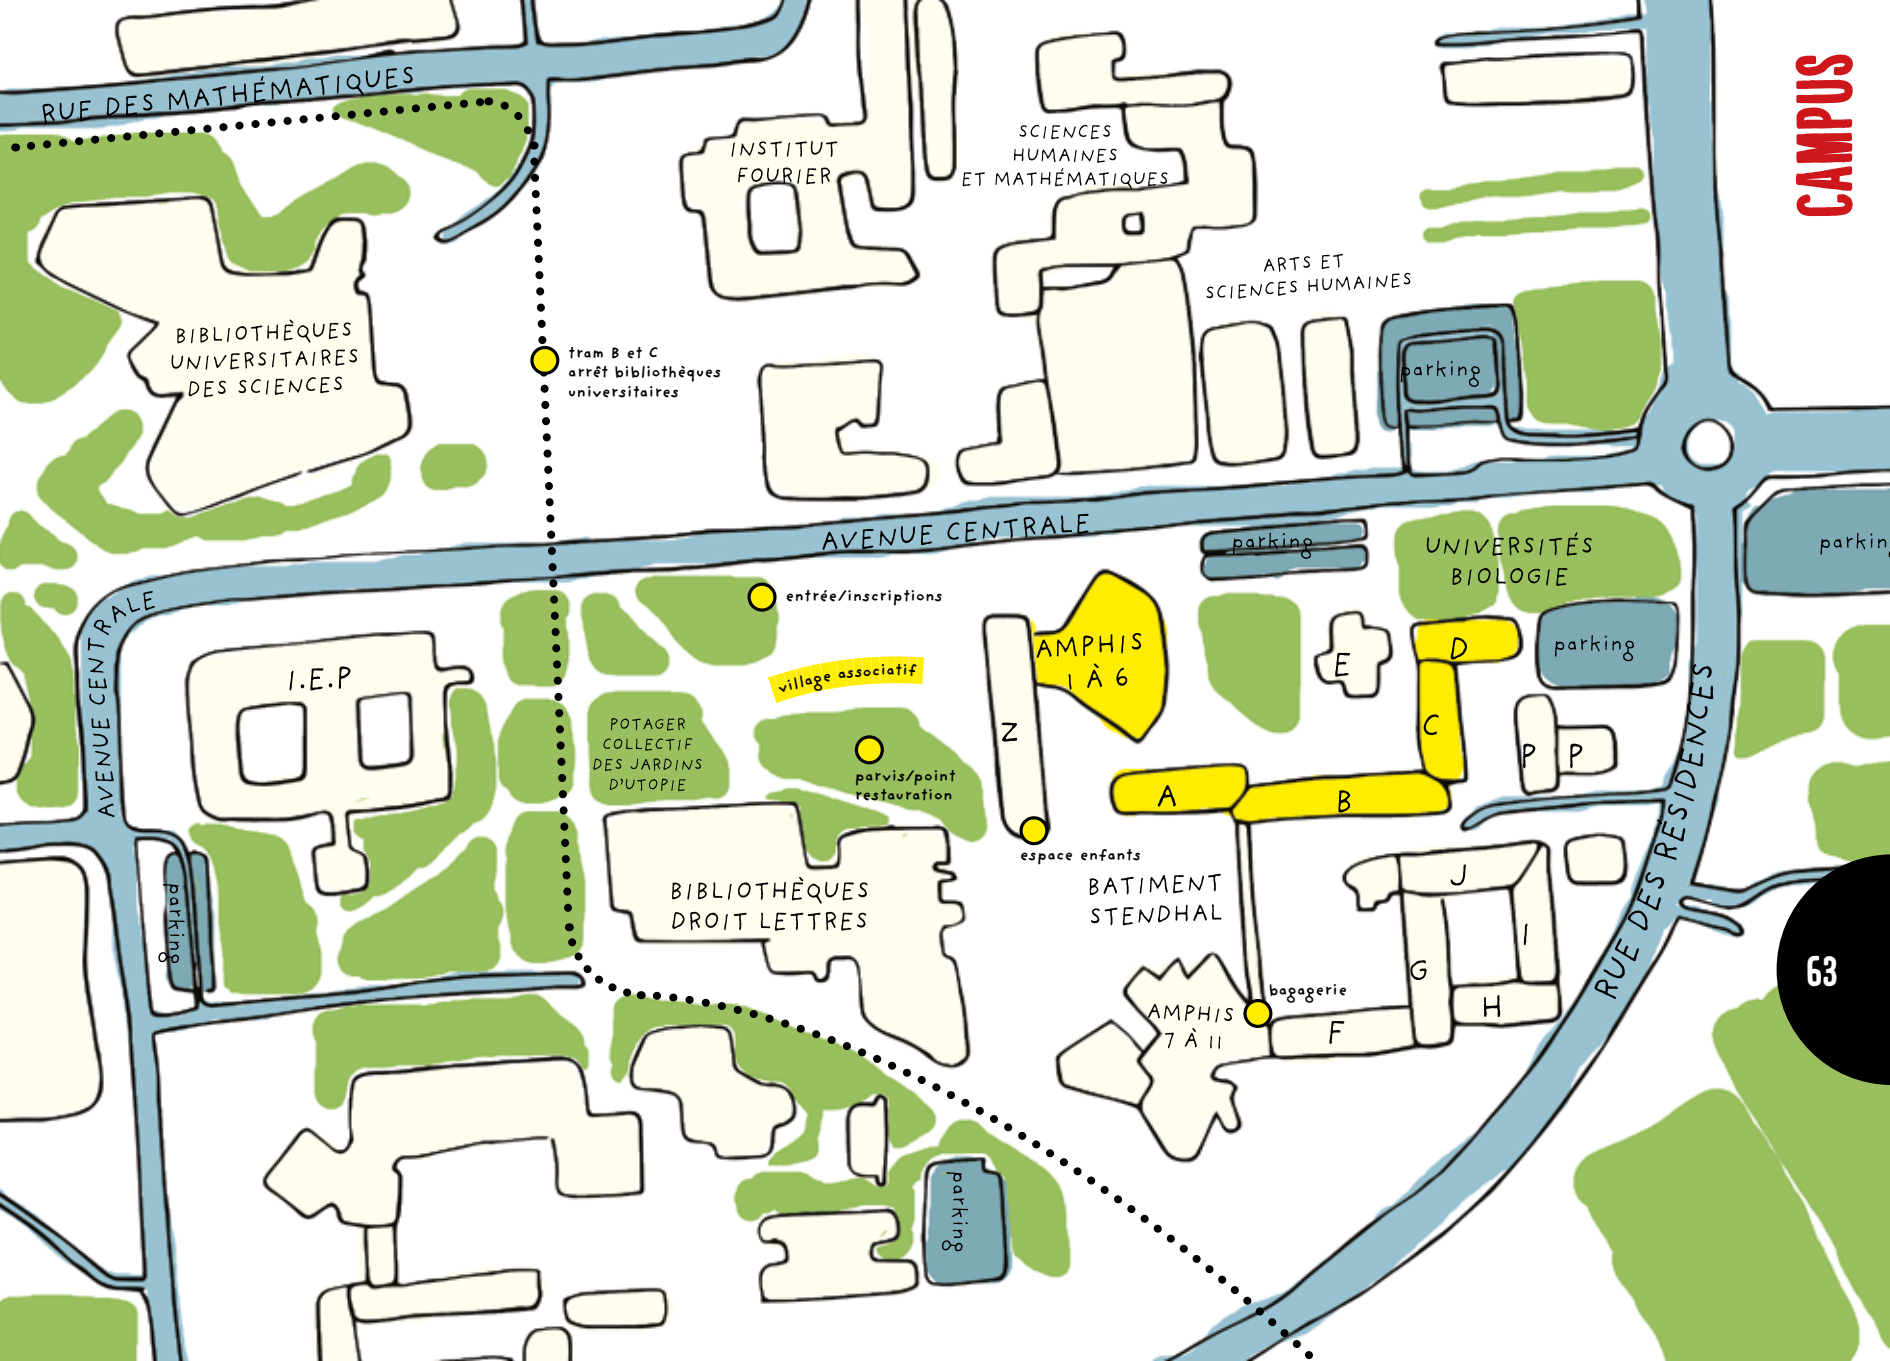 CAMPUS
RUE DES MATHÉMATIQUES
INSTITUT
FOURIER
SCIENCES
HUMAINES
ET MATHÉMATIQUES
ARTS ET
SCIENCES HUMAINES
BIBLIOTHÈQUES
UNIVERSITAIRES
DES SCIENCES
tram B et C
arrêt bibliothèques
universitaires
parking
AVENUE CENTRALE
parking
UNIVERSITÉS
BIOLOGIE
parkin
entrée/inscriptions
AVENUE CENTRALE
I.E.P
village associatif
AMPHIS
1 À 6
E
D
parking
POTAGER
COLLECTIF
DES JARDINS
D'UTOPIE
Z
C
P
P
parvis/point
restauration
A
B
espace enfants
RUE DES RÉSIDENCES
BIBLIOTHÈQUES
DROIT LETTRES
BATIMENT
STENDHAL
J
I
G
H
F
parking
bagagerie
AMPHIS
7 À 11
63
parking